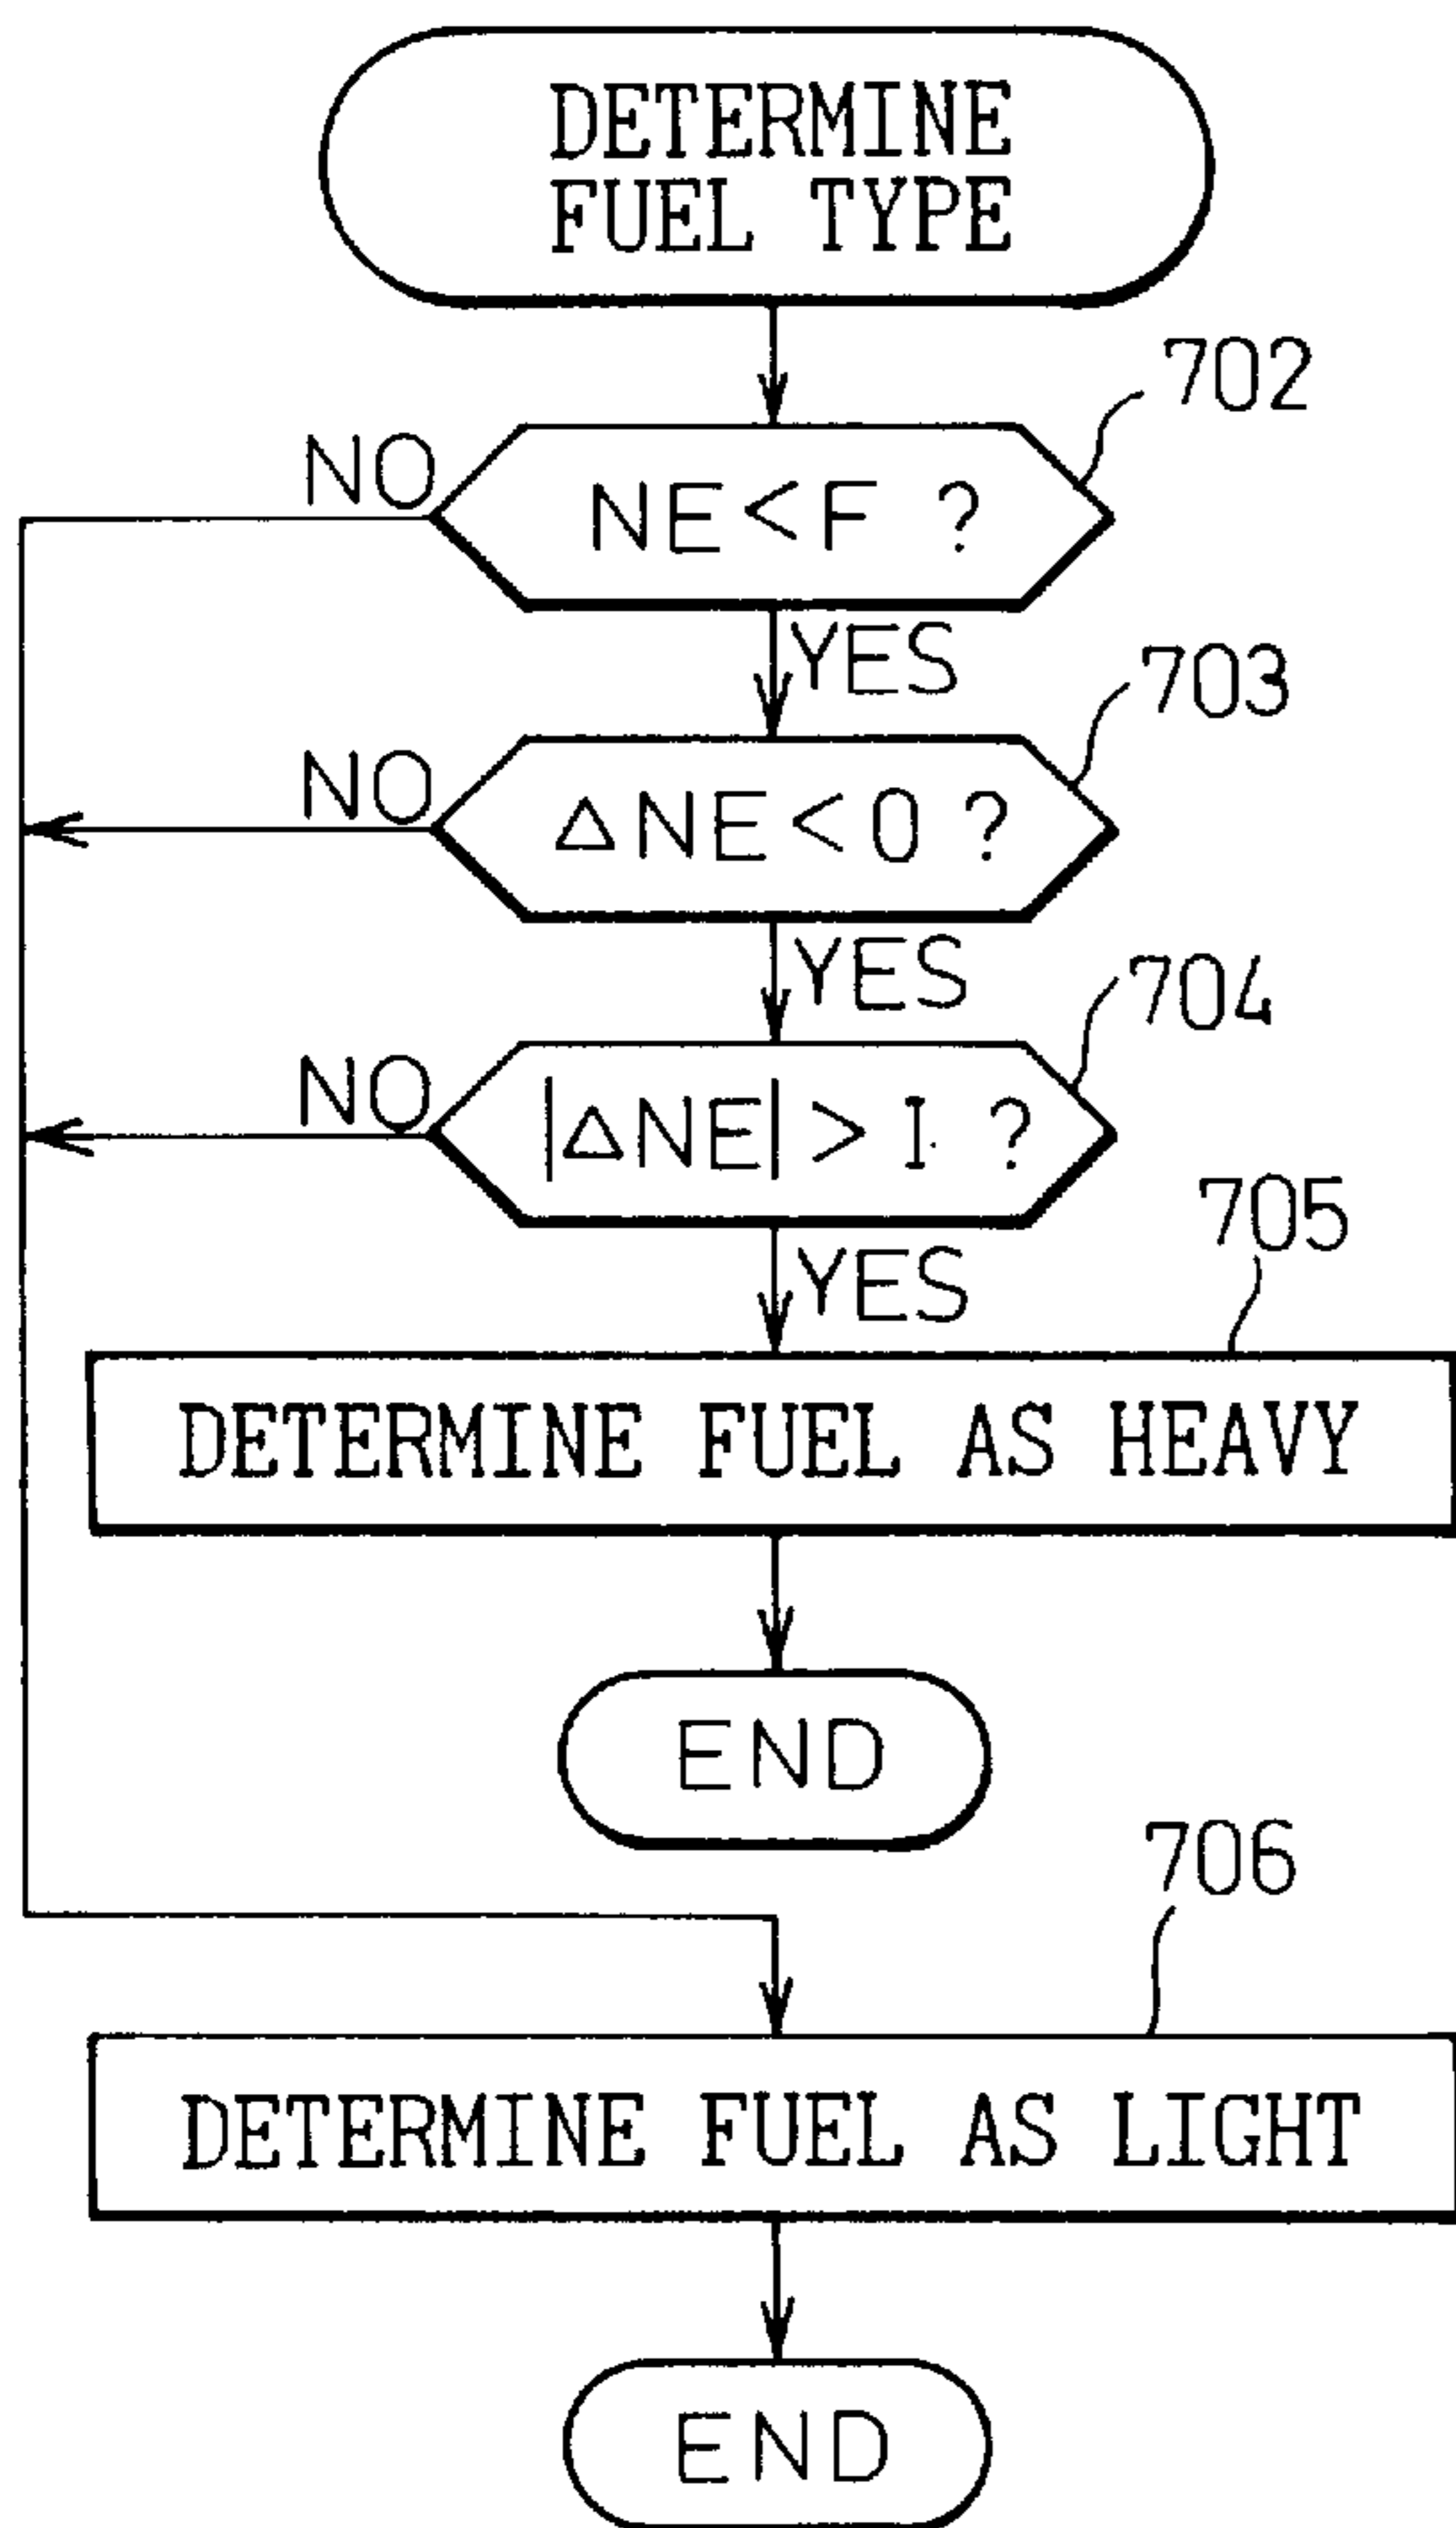 DETERMINE
FUEL TYPE
702
NO
NE<F ?
YES
703
NO
ΔNE<0 ?
YES
704
NO
|ΔNE|>I ?
YES
705
DETERMINE FUEL AS HEAVY
END
706
DETERMINE FUEL AS LIGHT
END